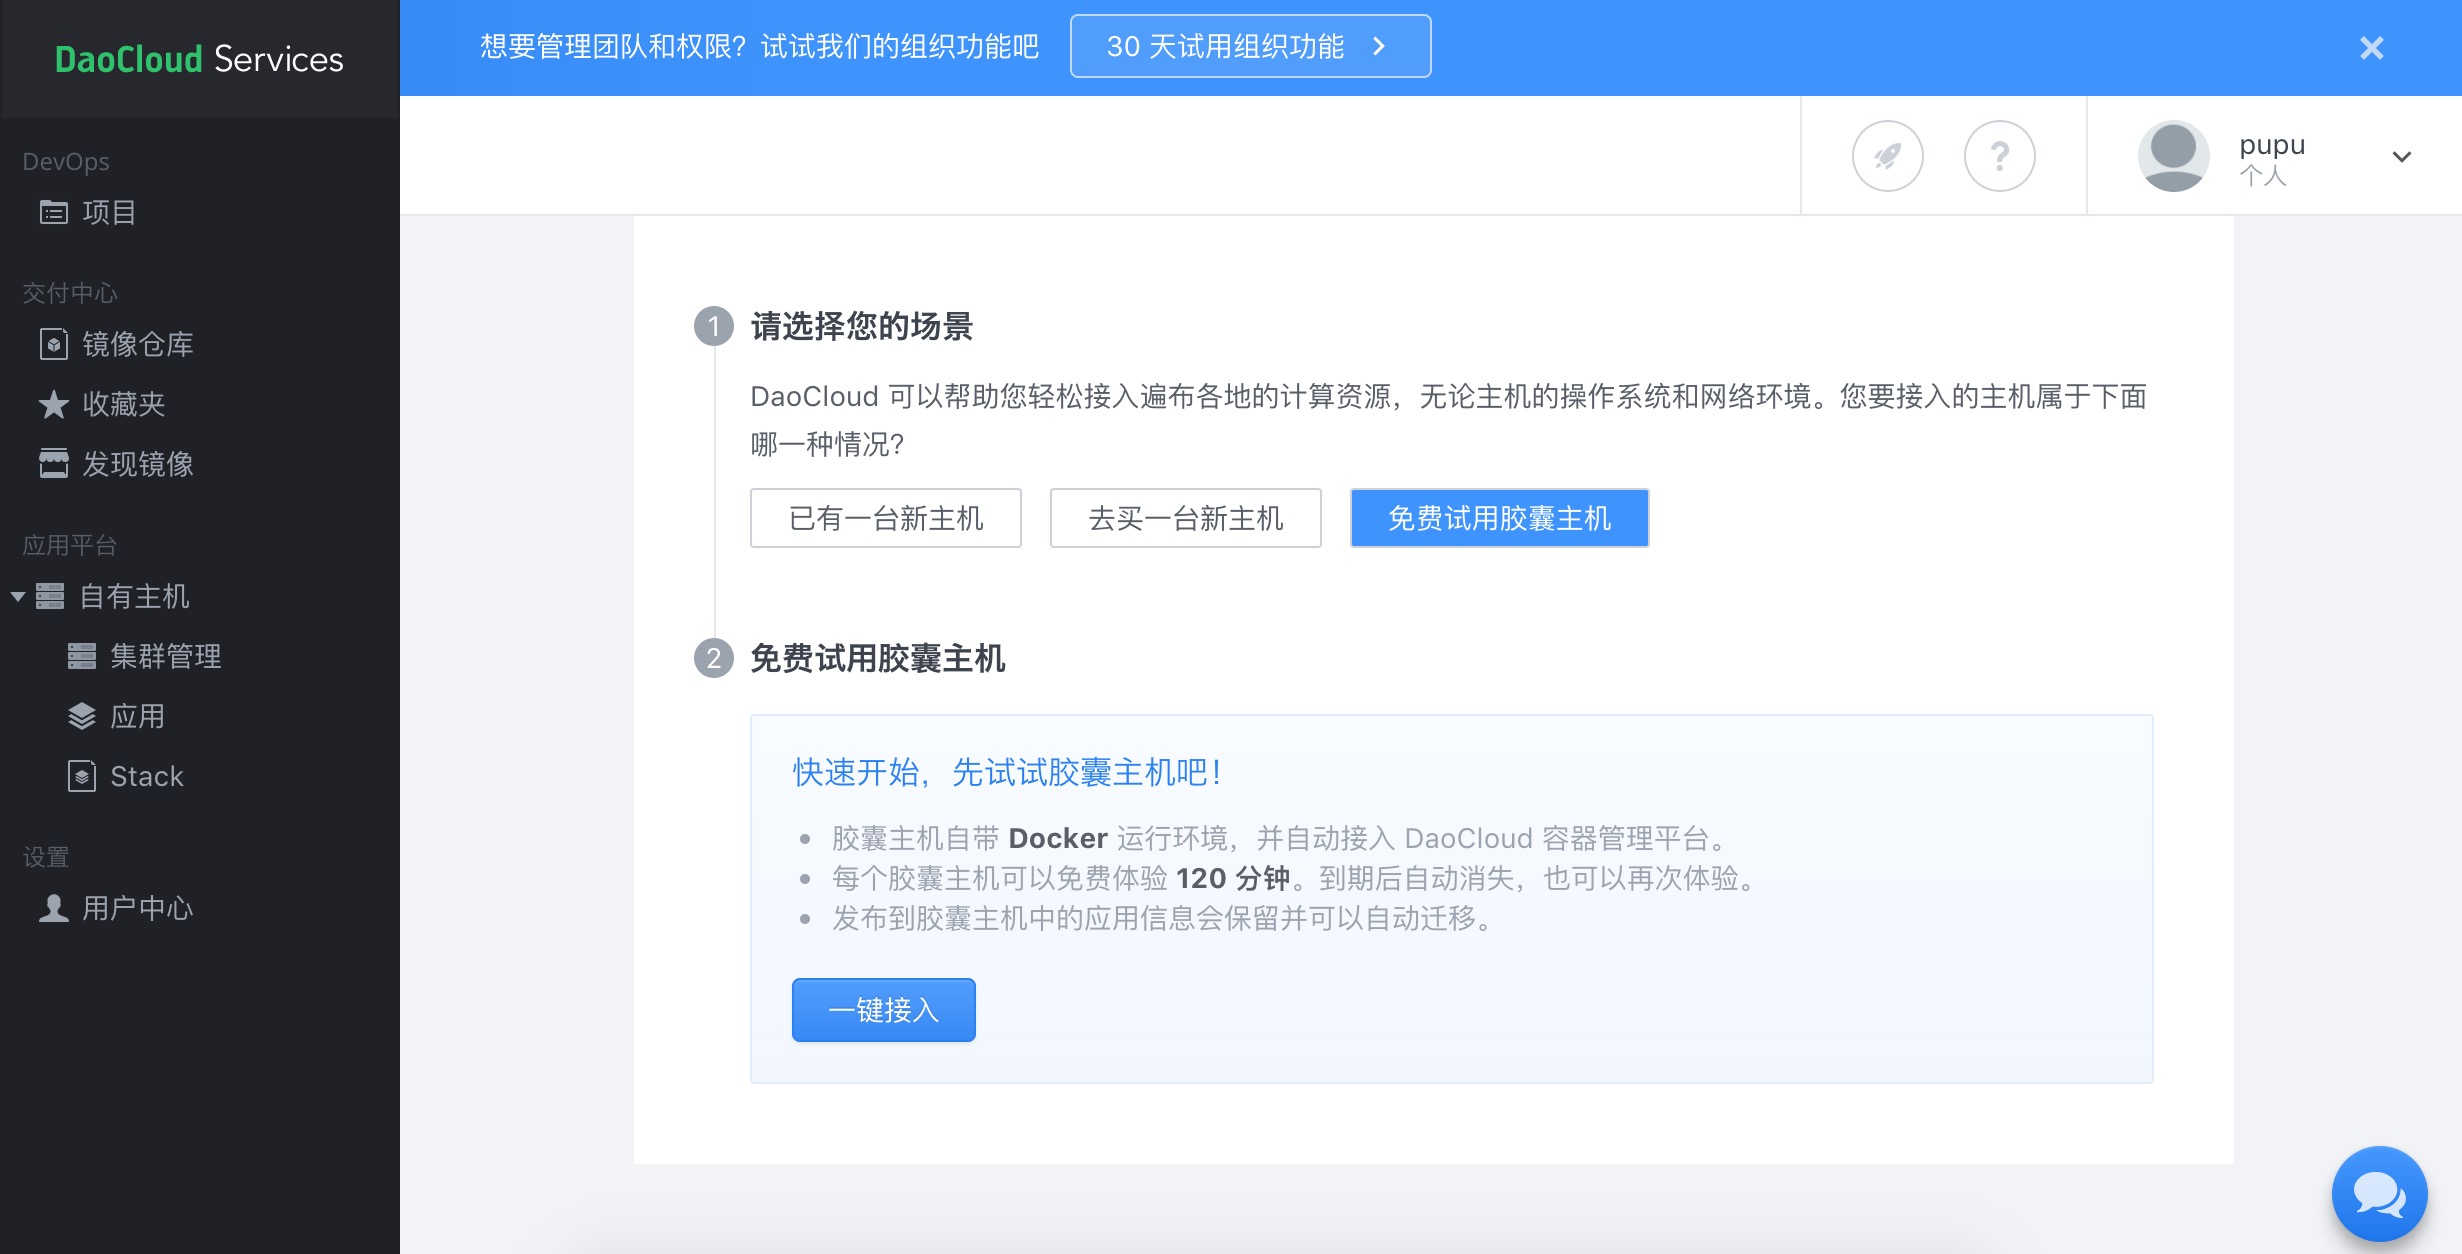 DaoCloud Services
DevOps
项目
交付中心
镜像仓库
收藏夹
发现镜像
应用平台
自有主机
集群管理
应用
Stack
设置
用户中心
想要管理团队和权限？试试我们的组织功能吧
30 天试用组织功能
?
pupu
个人
1 请选择您的场景
DaoCloud 可以帮助您轻松接入遍布各地的计算资源，无论主机的操作系统和网络环境。您要接入的主机属于下面
哪一种情况？
已有一台新主机
去买一台新主机
免费试用胶囊主机
2 免费试用胶囊主机
快速开始，先试试胶囊主机吧！
胶囊主机自带 Docker 运行环境，并自动接入 DaoCloud 容器管理平台。
每个胶囊主机可以免费体验 120 分钟。到期后自动消失，也可以再次体验。
发布到胶囊主机中的应用信息会保留并可以自动迁移。
一键接入